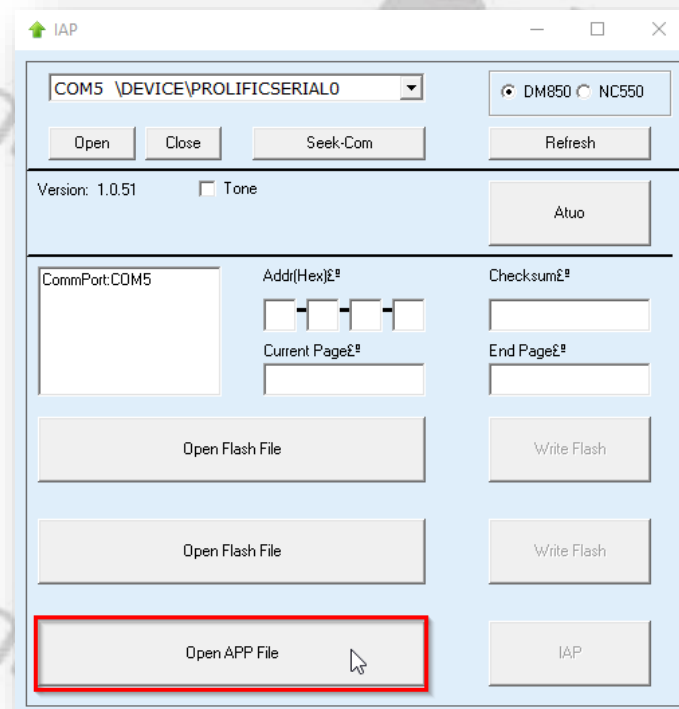 IAP
COM5 \DEVICE\PROLIFICSERIAL0
DM850 NC550
Open Close Seek-Com Refresh
Version: 1.0.51 Tone
Atuo
CommPort:COM5
Addr(Hex)£º Checksum£º
- - -
Current Page£º End Page£º
Open Flash File Write Flash
Open Flash File Write Flash
Open APP File IAP